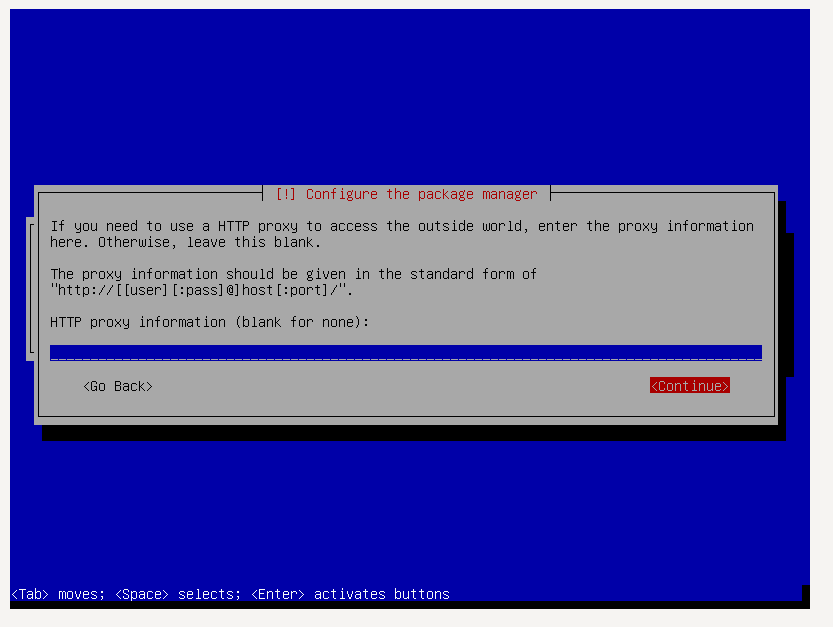 [!] Configure the package manager
If you need to use a HTTP proxy to access the outside world, enter the proxy information
here. Otherwise, leave this blank.
The proxy information should be given in the standard form of
"http://[[user][:pass]@]host[:port]/".
HTTP proxy information (blank for none):
<Go Back>
<Continue>
<Tab> moves; <Space> selects; <Enter> activates buttons